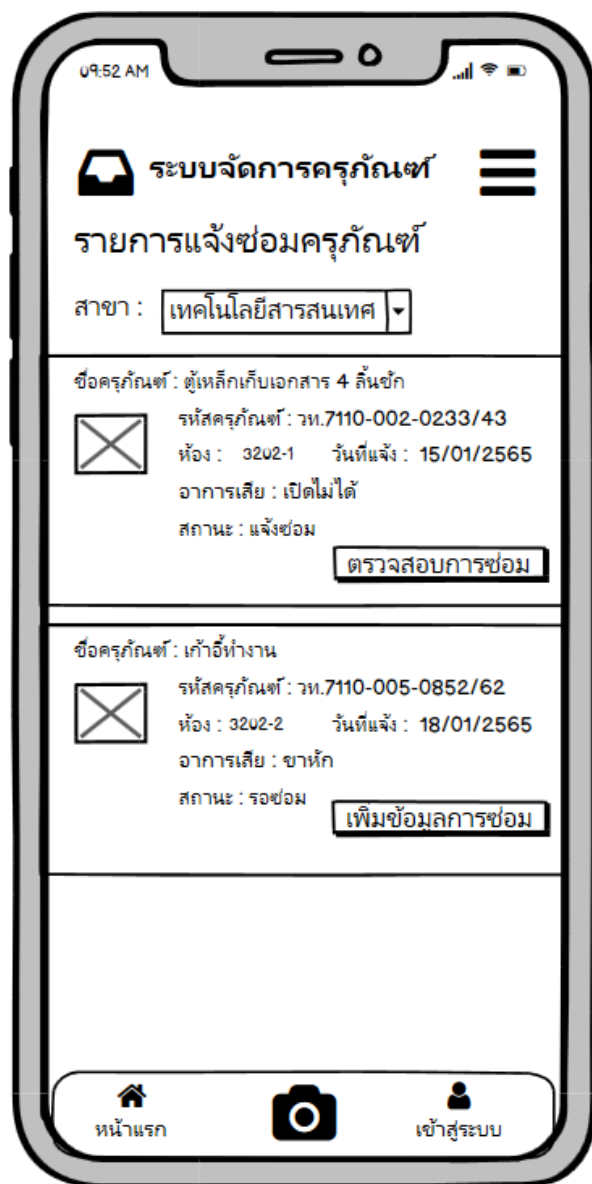 09:52 AM
ระบบจัดการครุภัณฑ์
รายการแจ้งซ่อมครุภัณฑ์
สาขา : เทคโนโลยีสารสนเทศ
ชื่อครุภัณฑ์ : ตู้เหล็กเก็บเอกสาร 4 ลิ้นชัก
รหัสครุภัณฑ์ : วท.7110-002-0233/43
ห้อง : 3202-1 วันที่แจ้ง : 15/01/2565
อาการเสีย : เปิดไม่ได้
สถานะ : แจ้งซ่อม
ตรวจสอบการซ่อม
ชื่อครุภัณฑ์ : เก้าอี้ทำงาน
รหัสครุภัณฑ์ : วท.7110-005-0852/62
ห้อง : 3202-2 วันที่แจ้ง : 18/01/2565
อาการเสีย : ขาหัก
สถานะ : รอซ่อม
เพิ่มข้อมูลการซ่อม
หน้าแรก เข้าสู่ระบบ